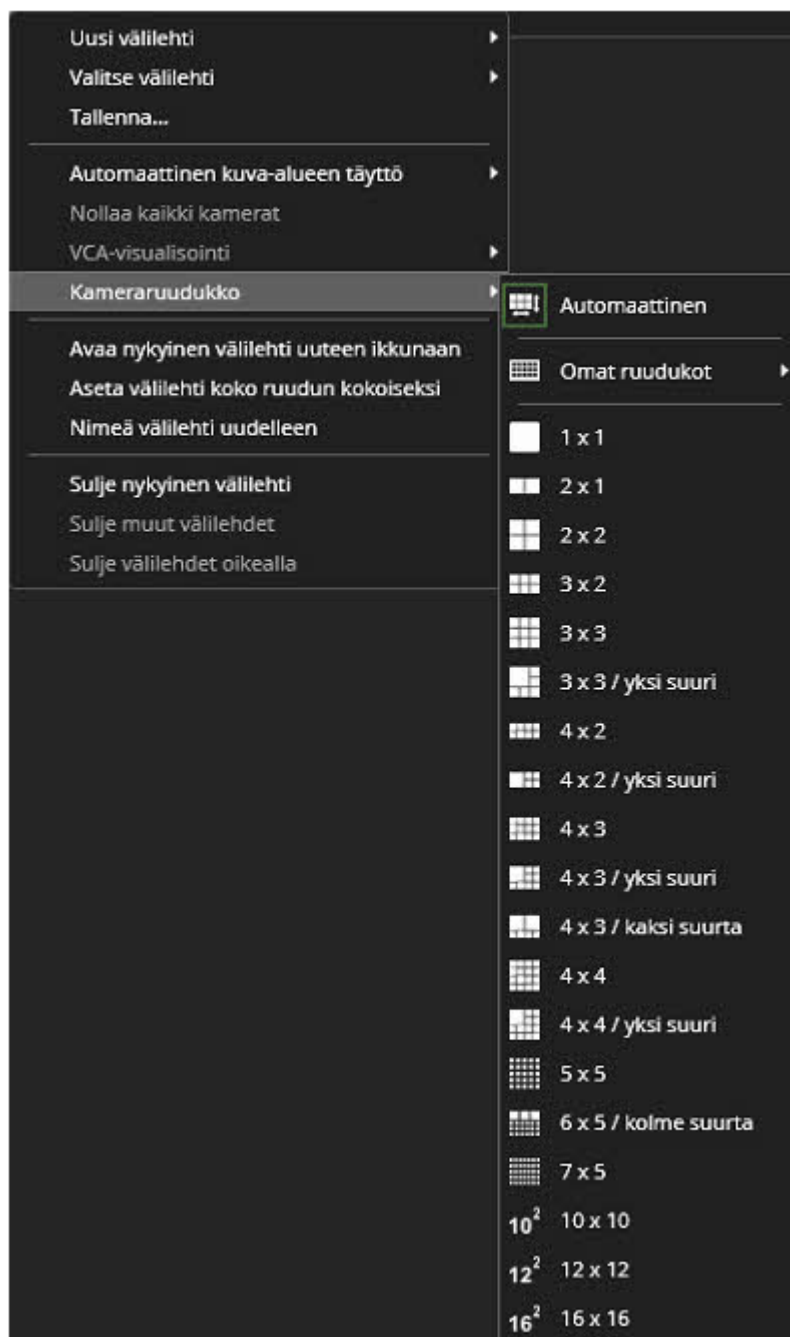 Uusi välilehti
Valitse välilehti
Tallenna...
Automaattinen kuva-alueen täyttö
Nollaa kaikki kamerat
VCA-visualisointi
Kameraruudukko
Avaa nykyinen välilehti uuteen ikkunaan
Aseta välilehti koko ruudun kokoiseksi
Nimeä välilehti uudelleen
Sulje nykyinen välilehti
Sulje muut välilehdet
Sulje välilehdet oikealla
Automaattinen
Omat ruudukot
1 x 1
2 x 1
2 x 2
3 x 2
3 x 3
3 x 3 / yksi suuri
4 x 2
4 x 2 / yksi suuri
4 x 3
4 x 3 / yksi suuri
4 x 3 / kaksi suurta
4 x 4
4 x 4 / yksi suuri
5 x 5
6 x 5 / kolme suurta
7 x 5
10² 10 x 10
12² 12 x 12
16² 16 x 16